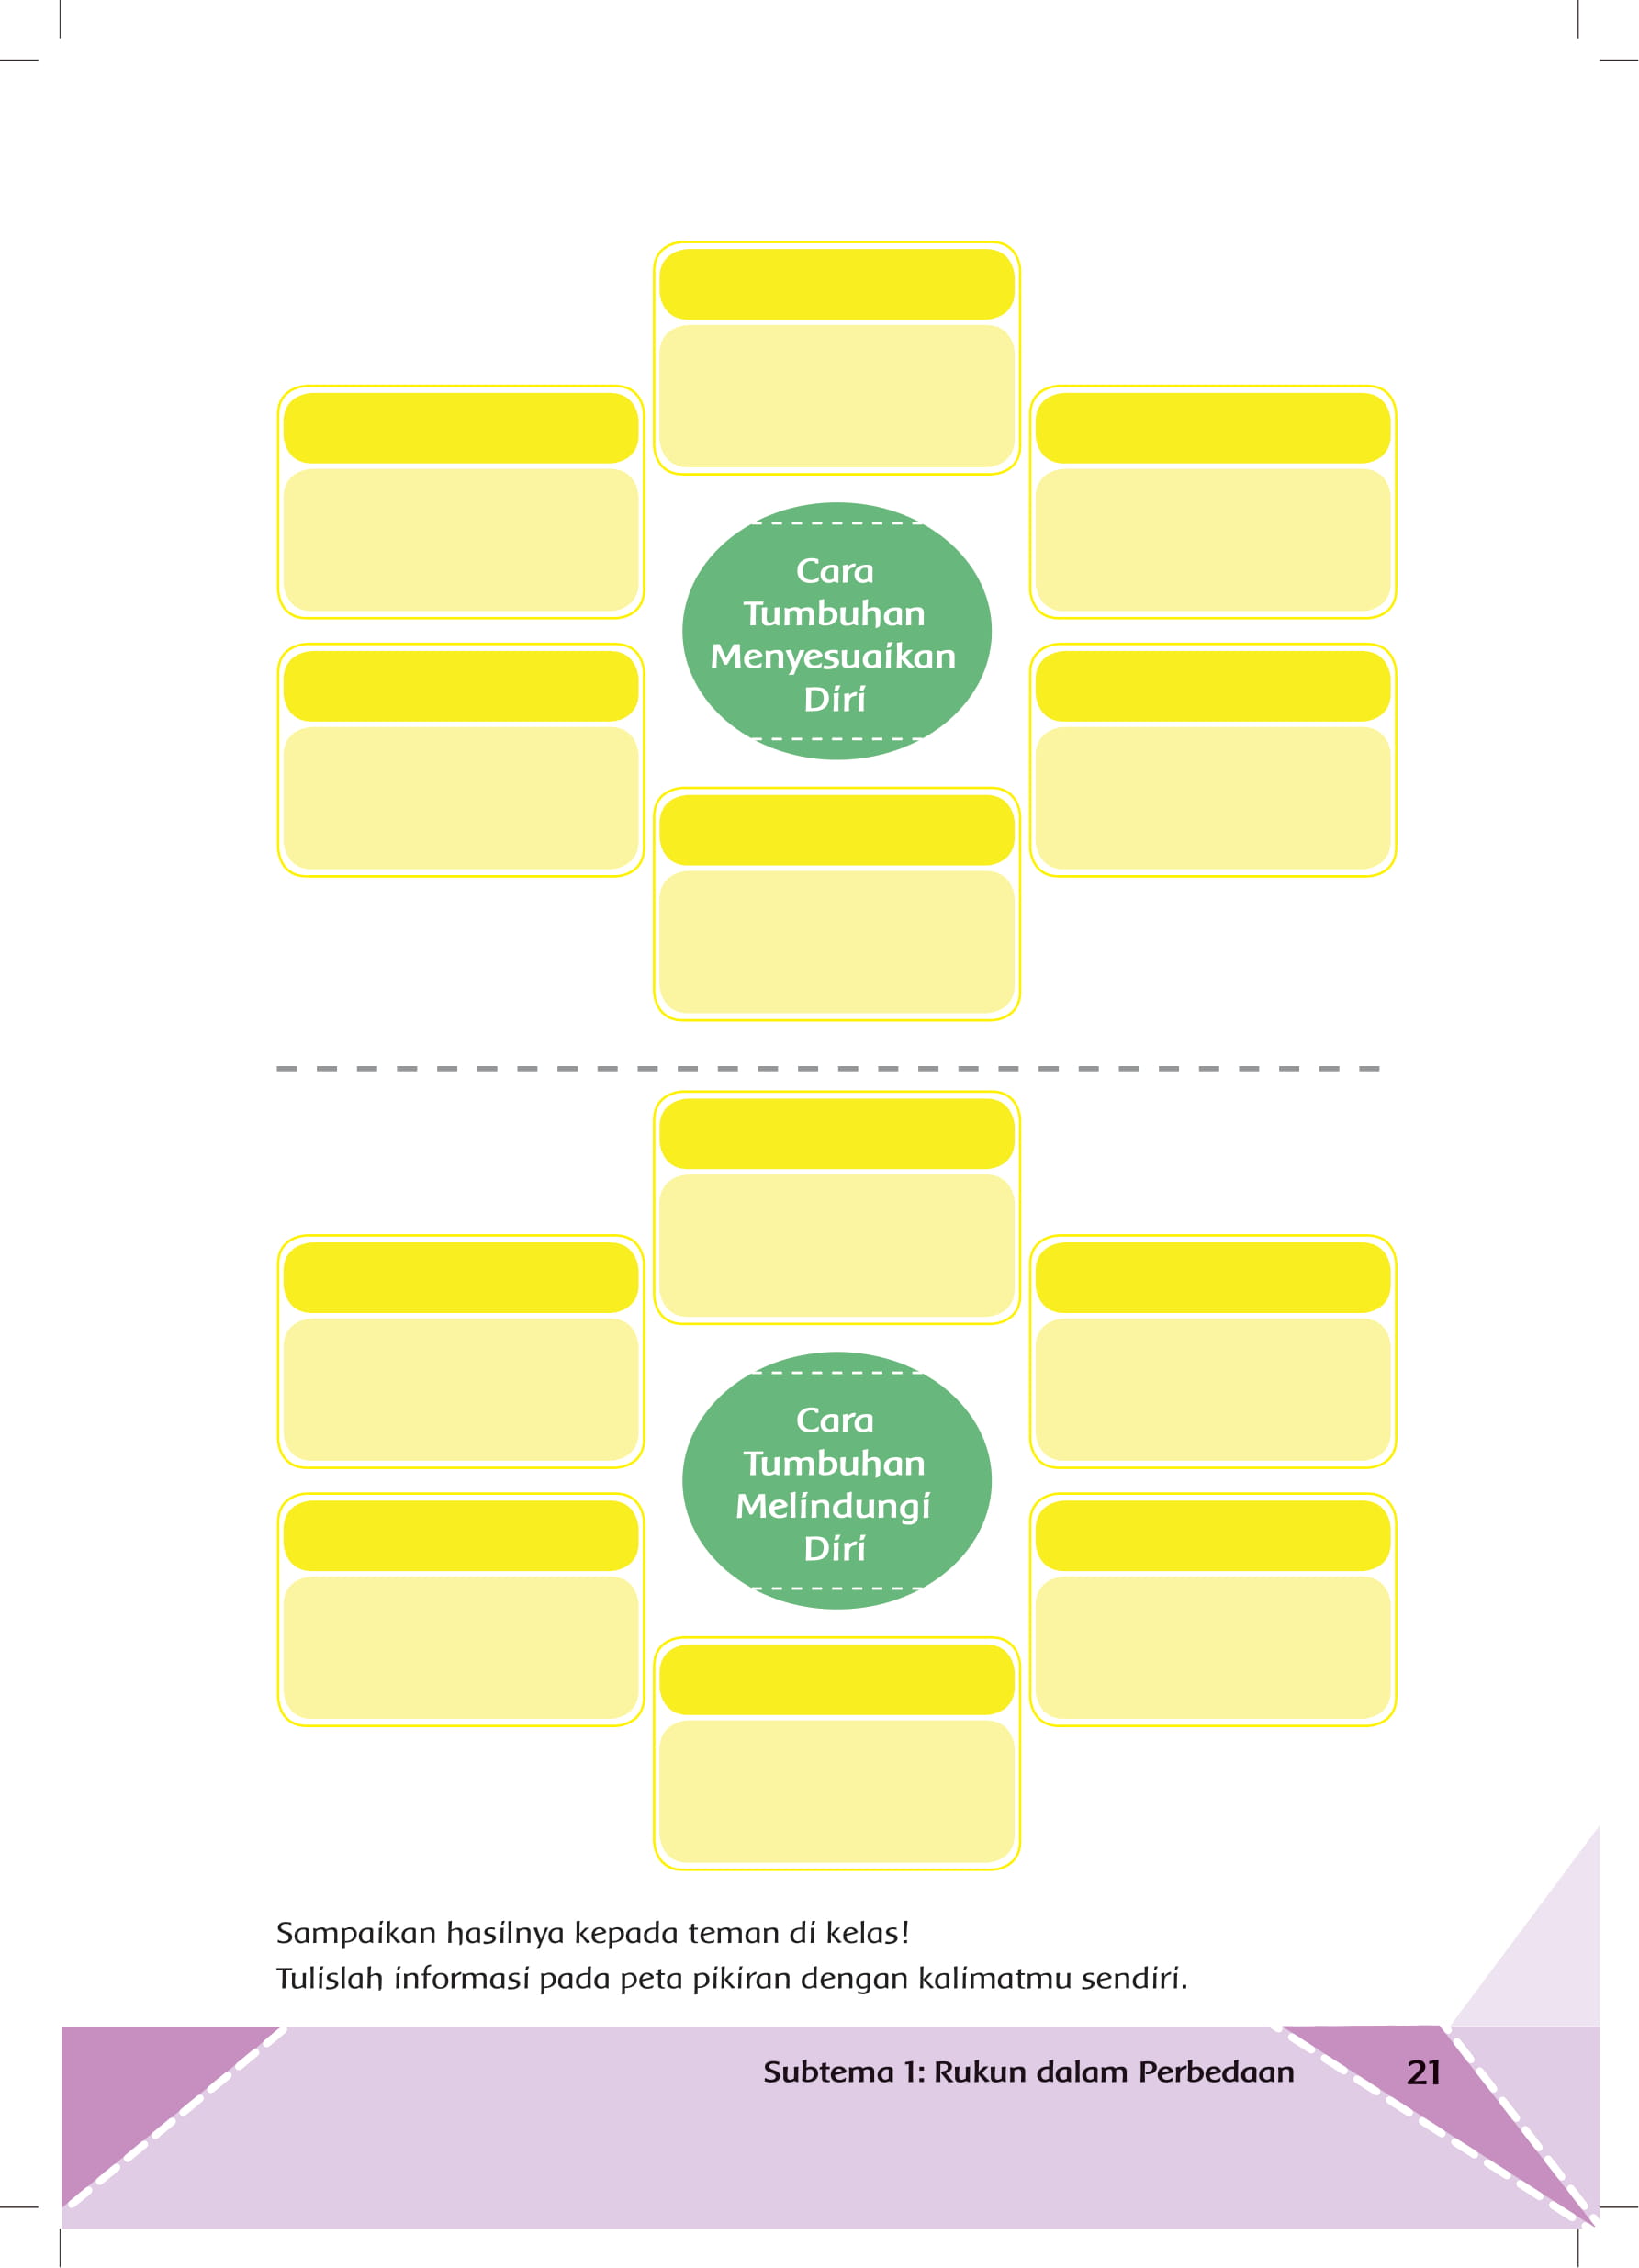 Cara
Tumbuhan
Menyesuaikan
Diri
Cara
Tumbuhan
Melindungi
Diri
Sampaikan hasilnya kepada teman di kelas!
Tulislah informasi pada peta pikiran dengan kalimatmu sendiri.
Subtema 1: Rukun dalam Perbedaan 21